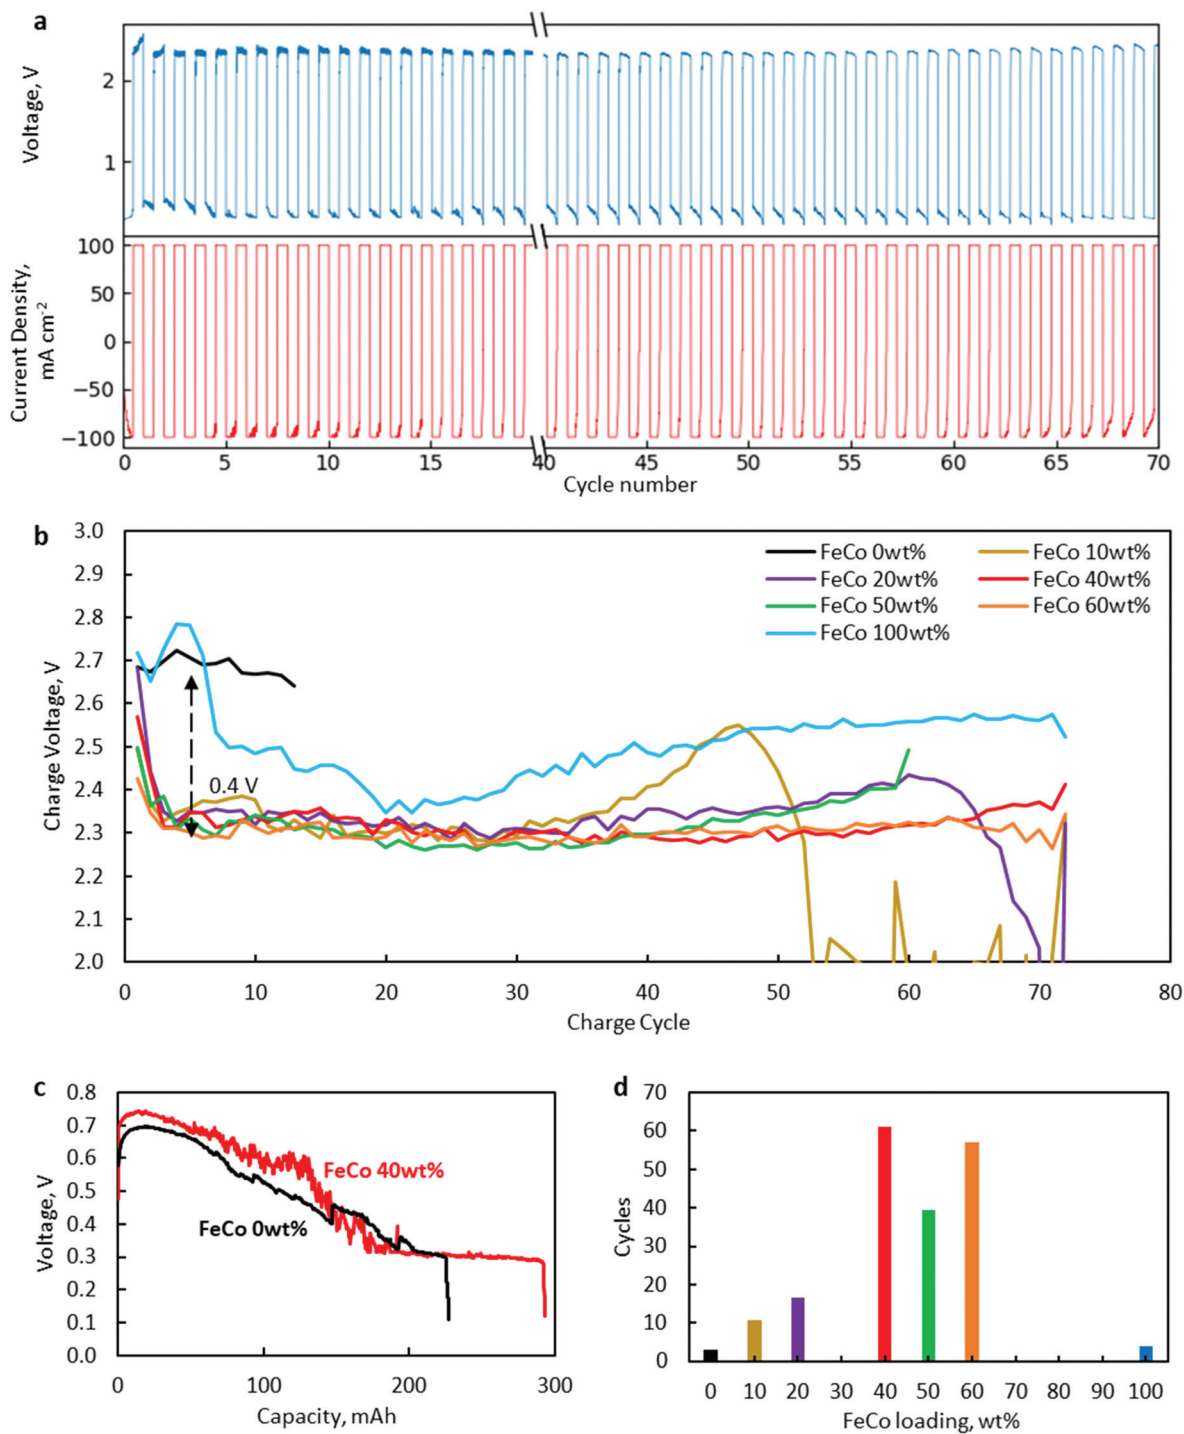 a
Voltage, V
2
1
Current Density,
mA cm-2
100
50
0
−50
−100
0 5 10 15 40 45 50 55 60 65 70
Cycle number
b
Charge Voltage, V
3.0
2.9
2.8
2.7
2.6
2.5
2.4
2.3
2.2
2.1
2.0
FeCo 0wt% FeCo 10wt%
FeCo 20wt% FeCo 40wt%
FeCo 50wt% FeCo 60wt%
FeCo 100wt%
0.4 V
0 10 20 30 40 50 60 70 80
Charge Cycle
c
Voltage, V
0.8
0.7
0.6
0.5
0.4
0.3
0.2
0.1
0.0
FeCo 40wt%
FeCo 0wt%
0 100 200 300
Capacity, mAh
d
Cycles
70
60
50
40
30
20
10
0
0 10 20 30 40 50 60 70 80 90 100
FeCo loading, wt%